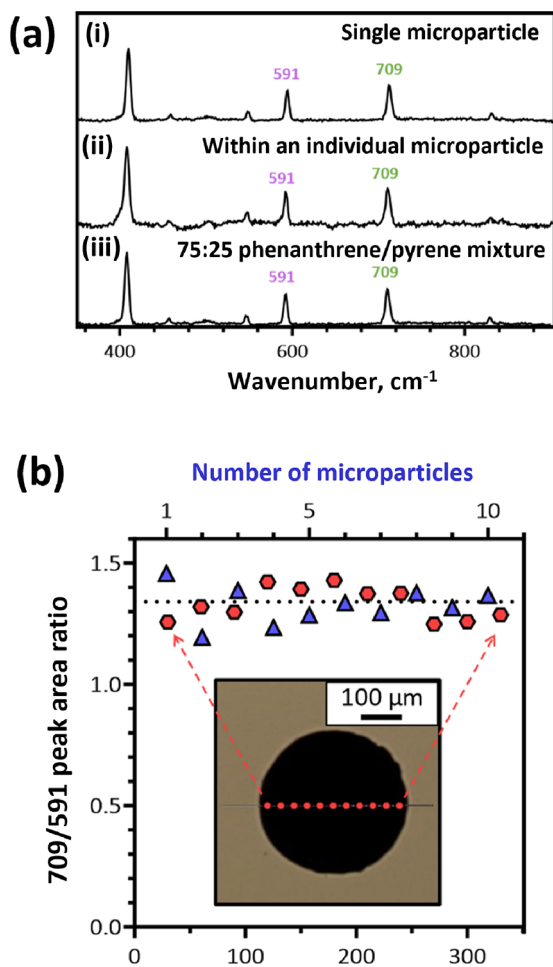 (a)
(i)
Single microparticle
591
709
(ii)
Within an individual microparticle
591
709
(iii)
75:25 phenanthrene/pyrene mixture
591
709
400 600 800
Wavenumber, cm⁻¹
(b)
Number of microparticles
1 5 10
709/591 peak area ratio
1.5
1.0
0.5
0.0
100 µm
0 100 200 300